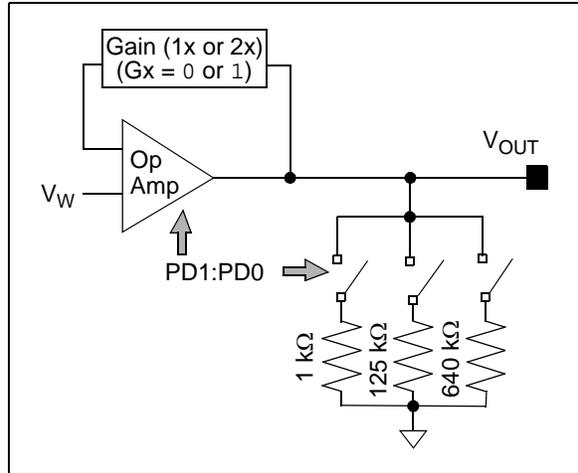 Gain (1x or 2x)
(Gx = 0 or 1)
Op
Amp
VW
VOUT
PD1:PD0
1 kΩ
125 kΩ
640 kΩ